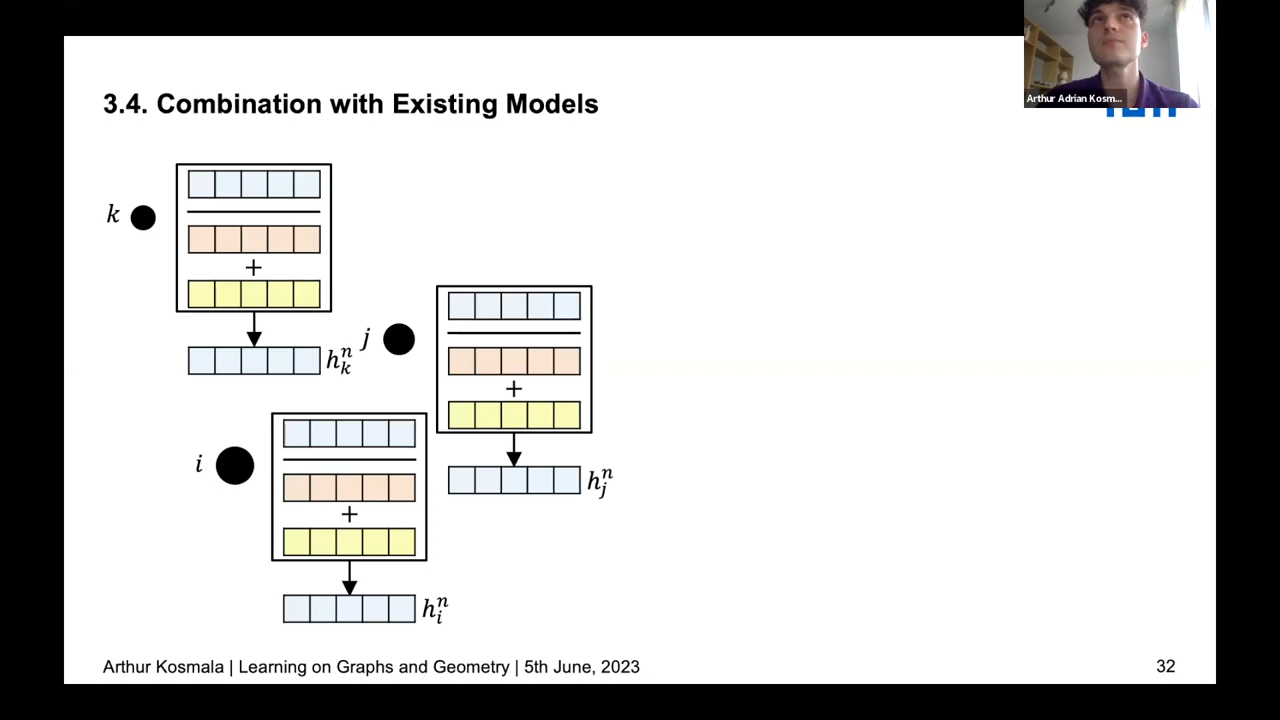 Arthur Adrian Kosm...
3.4. Combination with Existing Models
k
+
h_k^n
j
+
h_j^n
i
+
h_i^n
Arthur Kosmala | Learning on Graphs and Geometry | 5th June, 2023
32